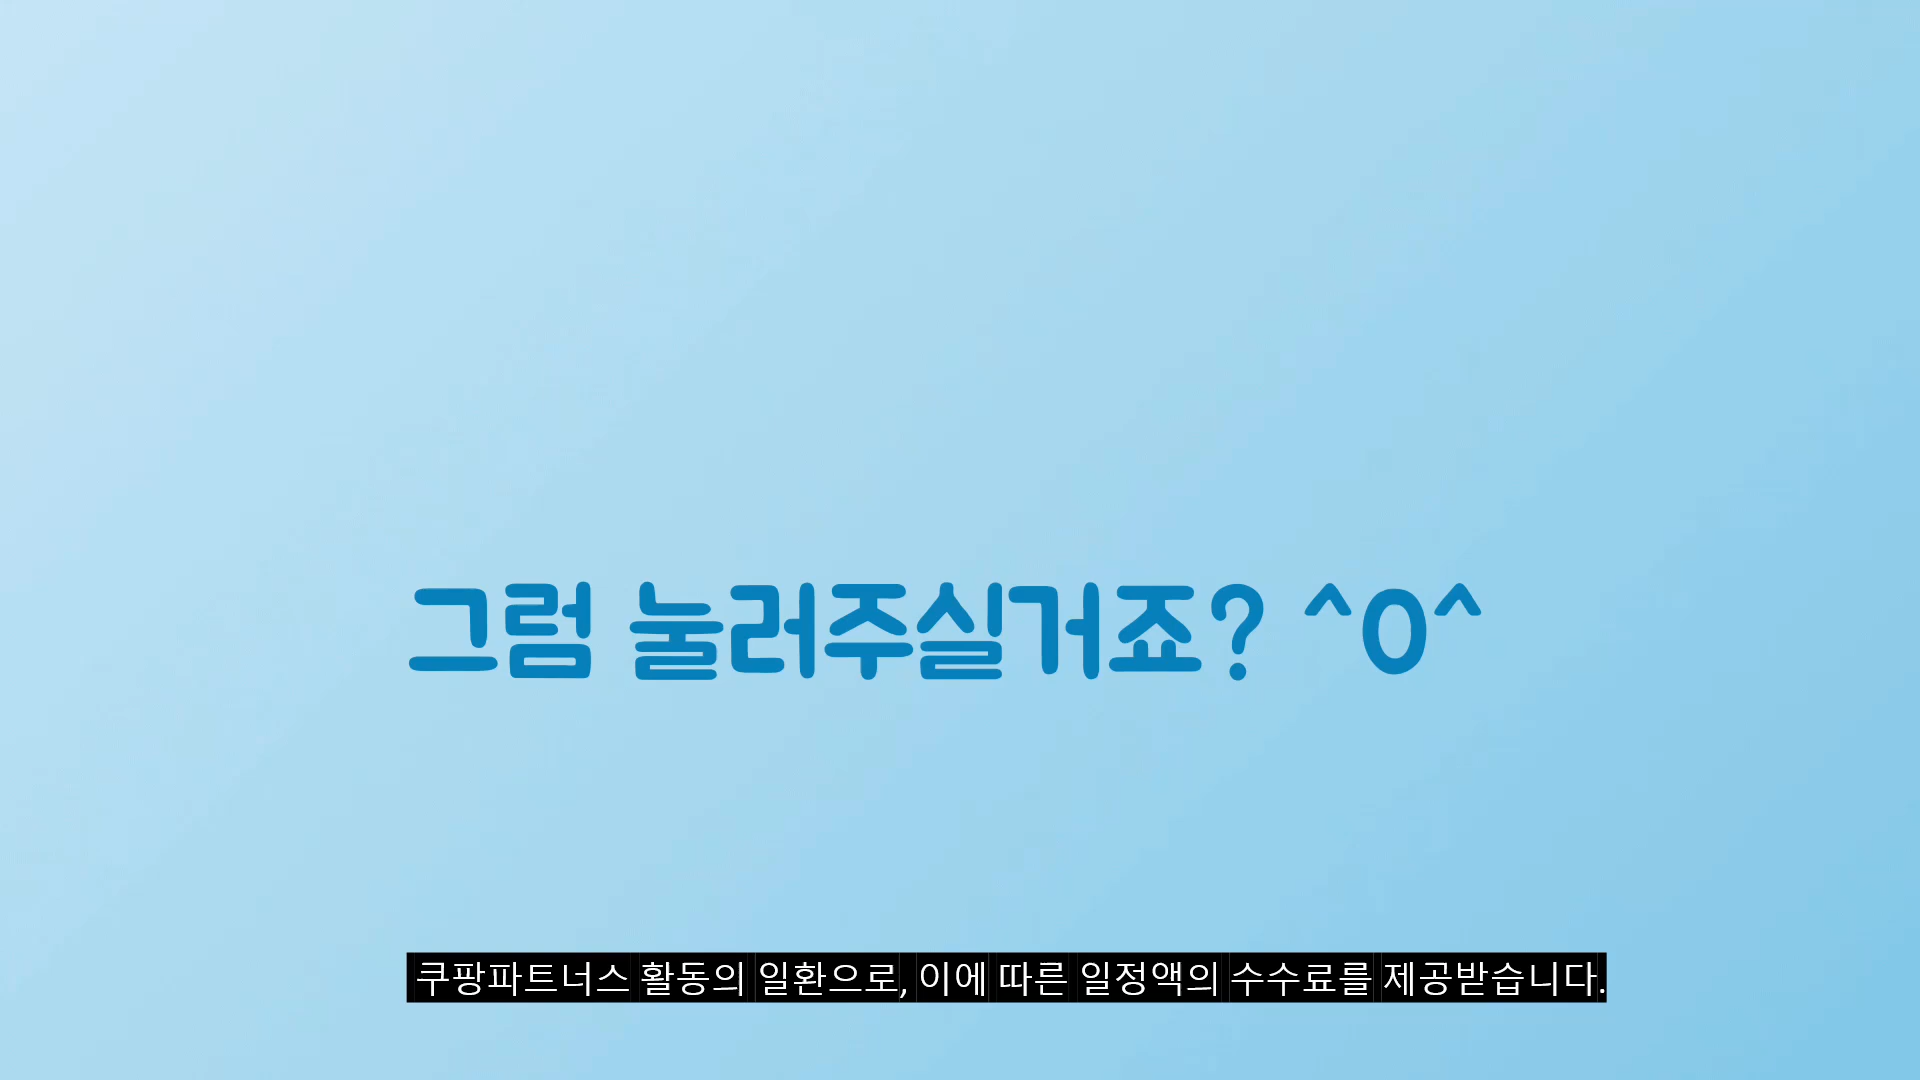 그럼 눌러주실거죠? ^0^
쿠팡파트너스 활동의 일환으로, 이에 따른 일정액의 수수료를 제공받습니다.